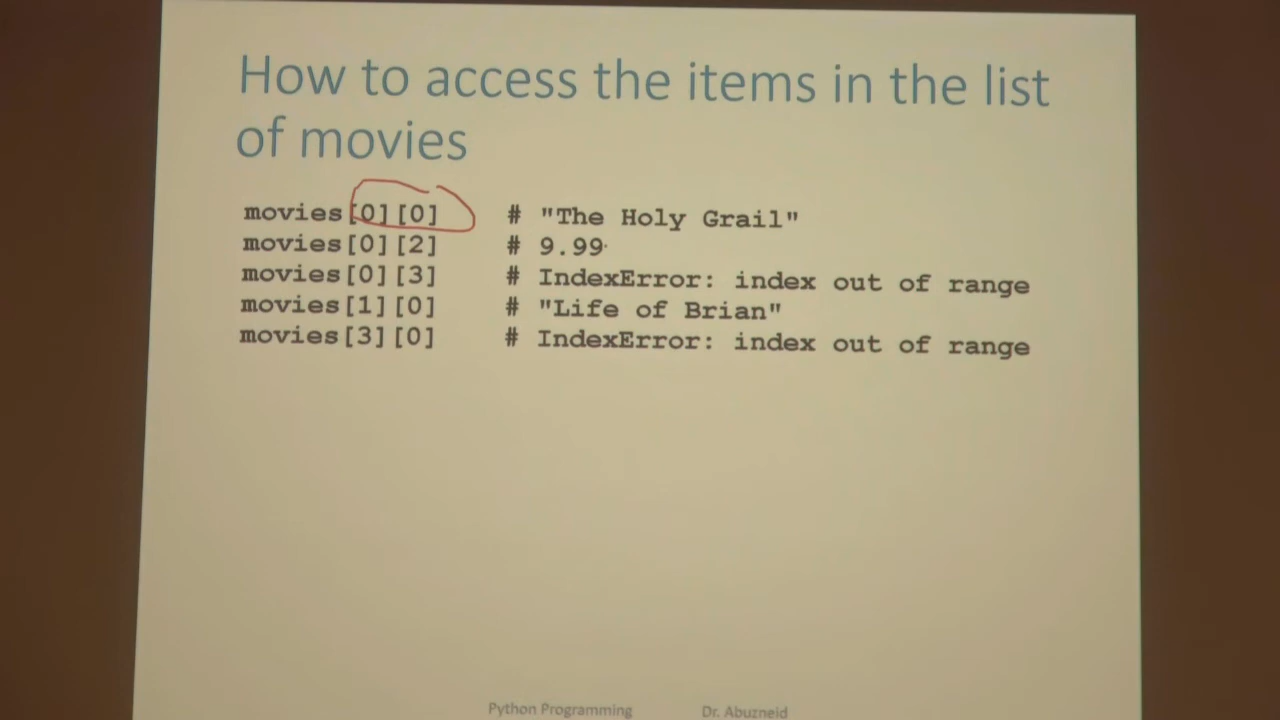 How to access the items in the list
of movies
movies[0][0] # "The Holy Grail"
movies[0][2] # 9.99
movies[0][3] # IndexError: index out of range
movies[1][0] # "Life of Brian"
movies[3][0] # IndexError: index out of range
Python Programming Dr. Abuzneid